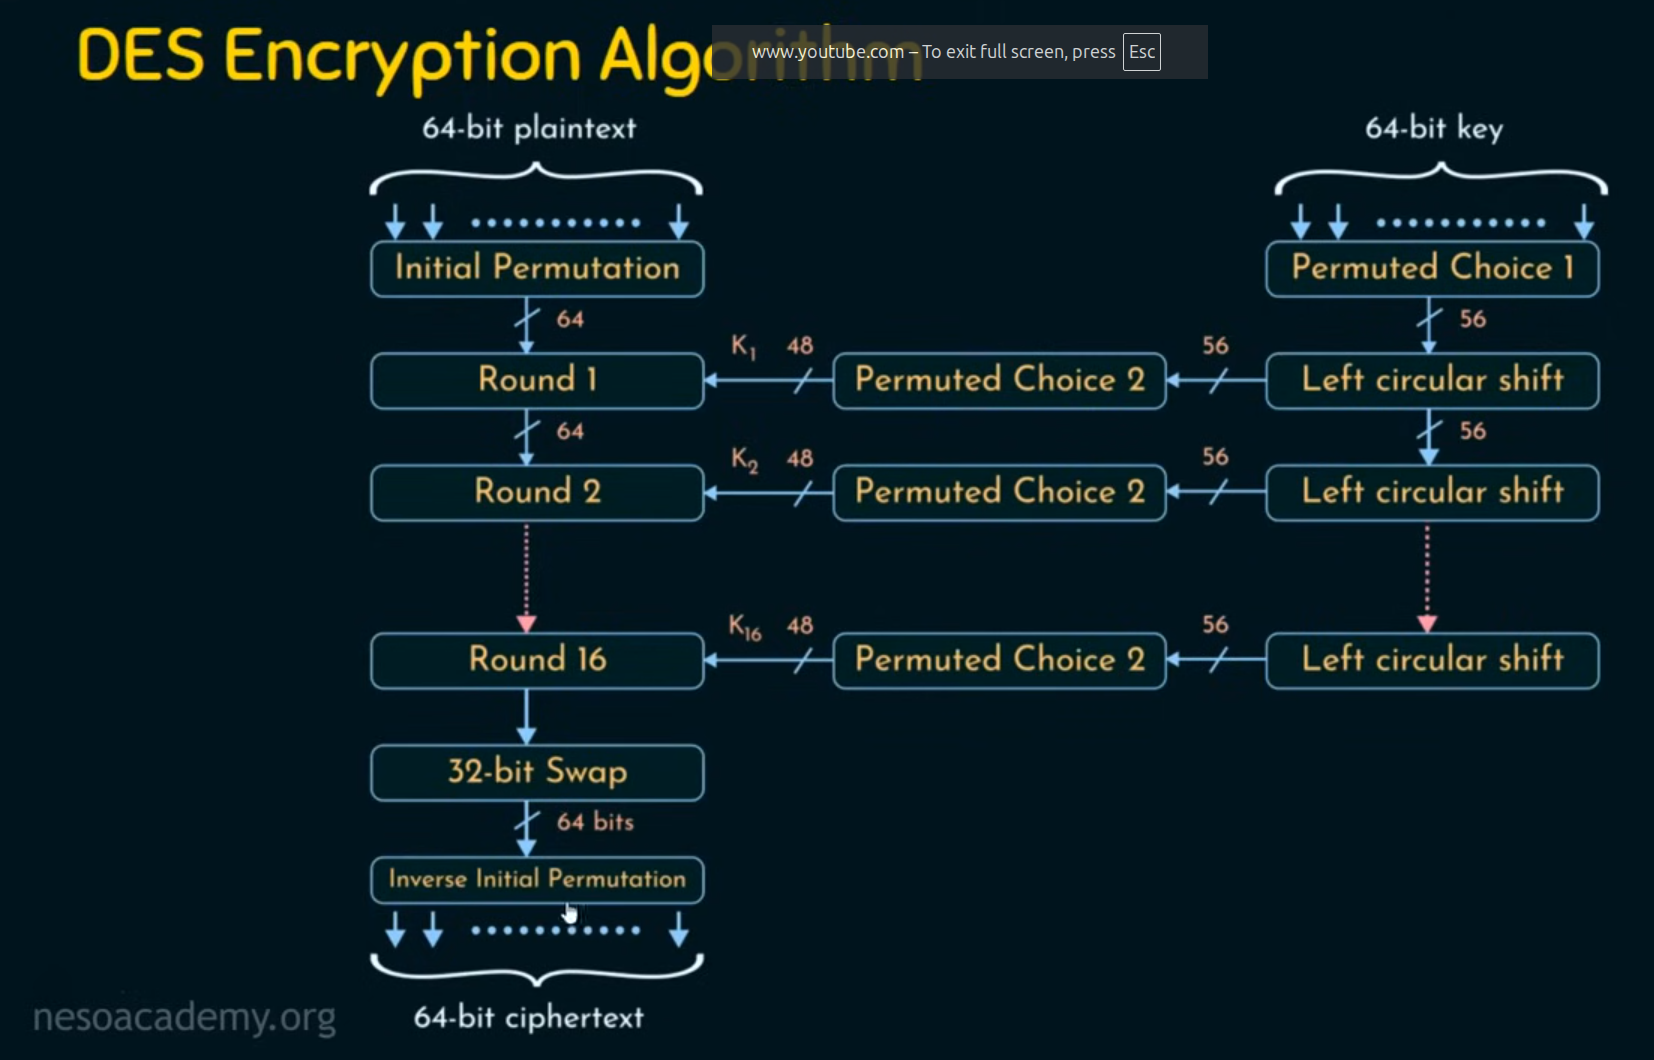 DES Encryption Algorithm
www.youtube.com – To exit full screen, press Esc
64-bit plaintext
64-bit key
Initial Permutation
Permuted Choice 1
64
56
K1 48
56
Round 1
Permuted Choice 2
Left circular shift
64
56
K2 48
56
Round 2
Permuted Choice 2
Left circular shift
K16 48
56
Round 16
Permuted Choice 2
Left circular shift
32-bit Swap
64 bits
Inverse Initial Permutation
64-bit ciphertext
nesoacademy.org